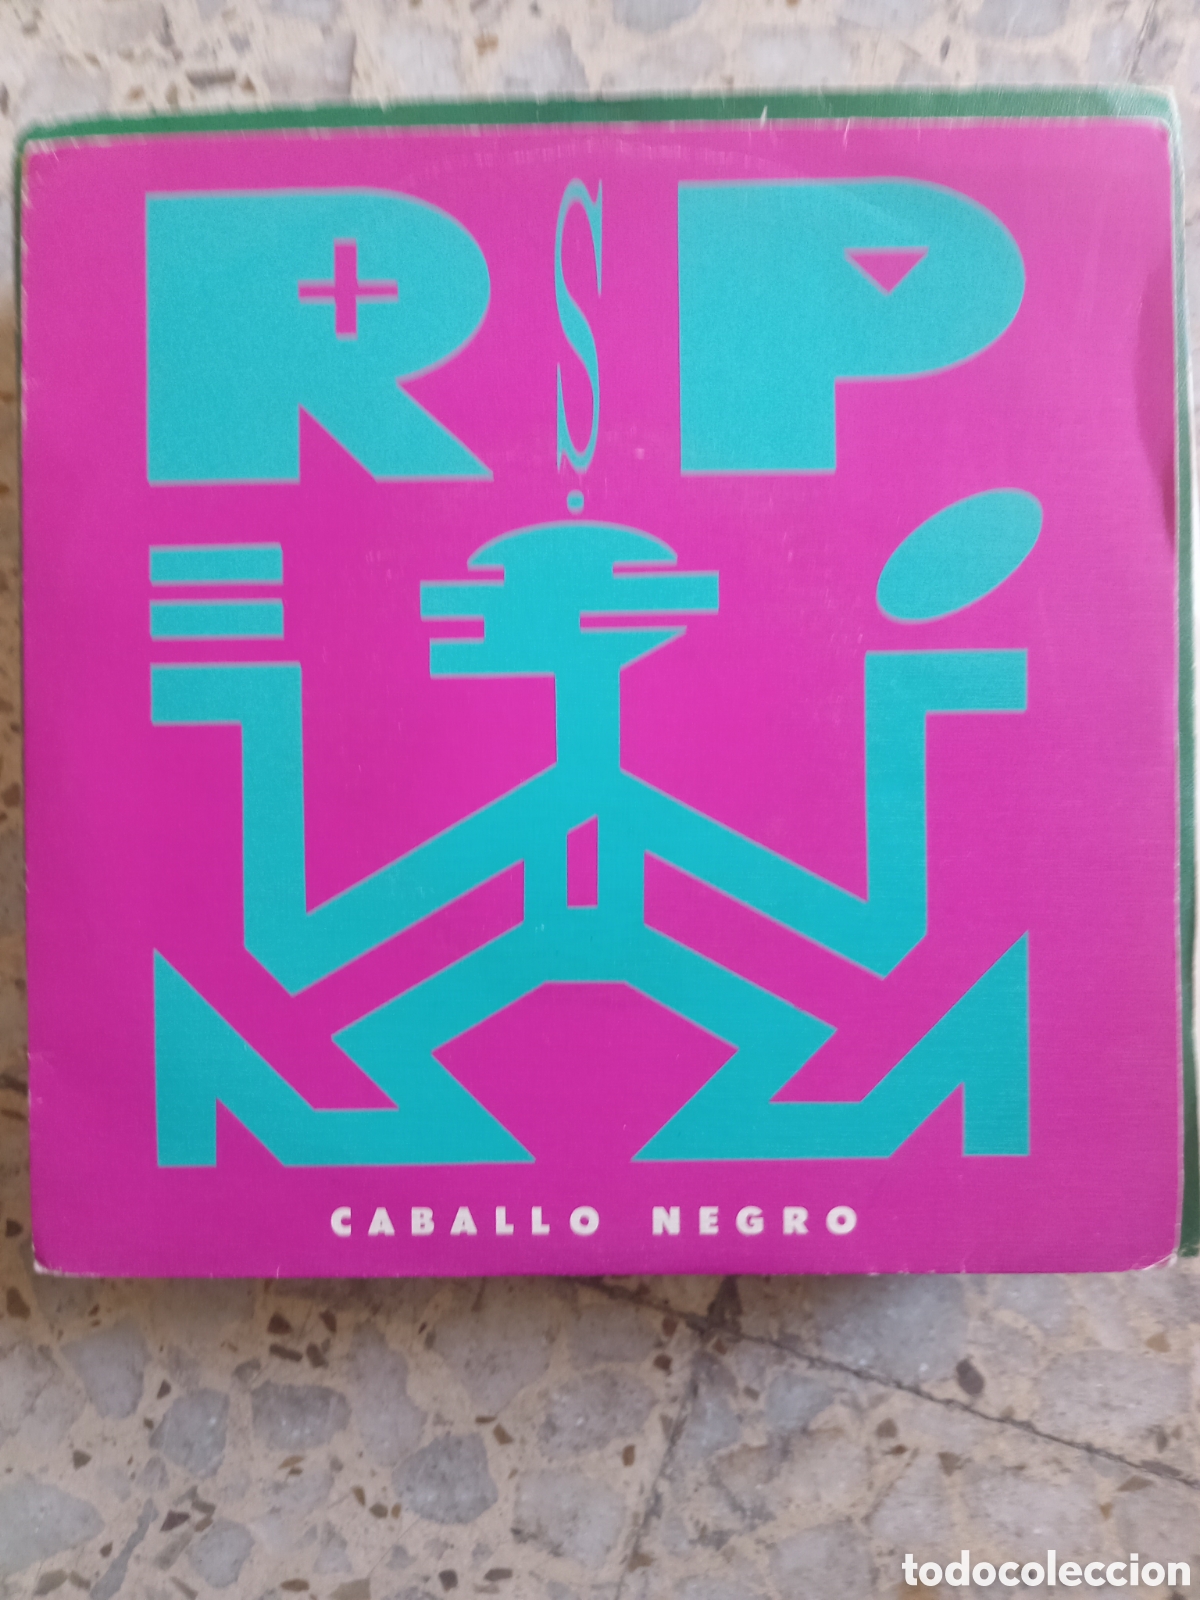 R S P
CABALLO NEGRO
todocoleccion